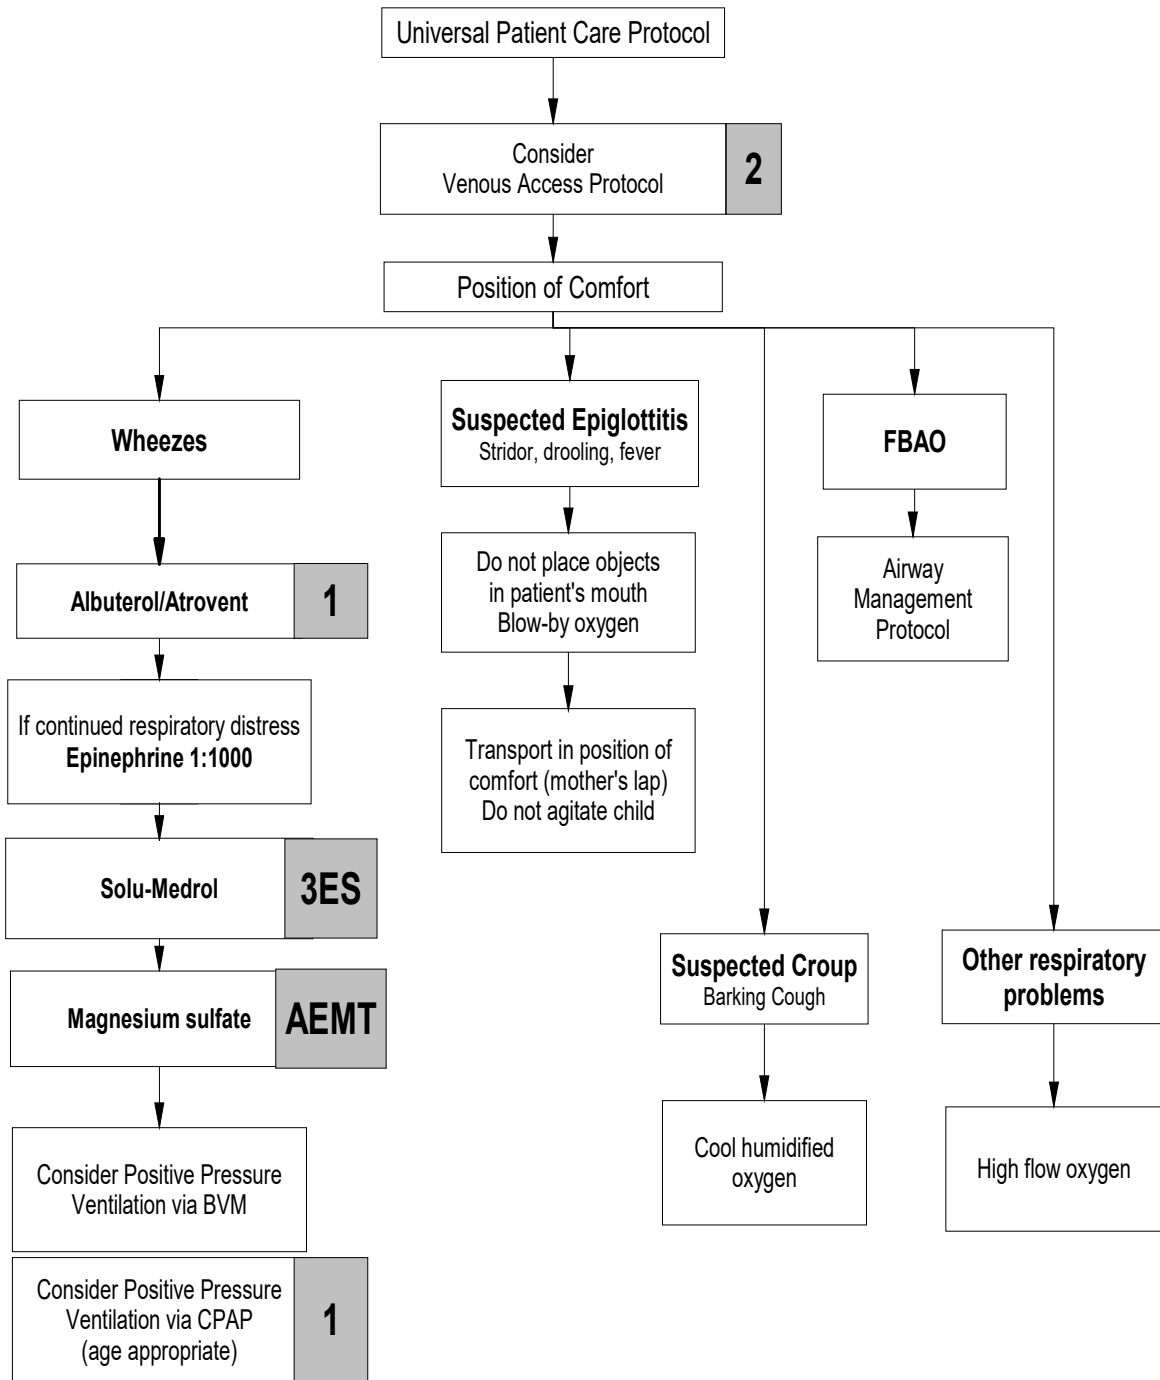 Universal Patient Care Protocol
Consider
Venous Access Protocol
2
Position of Comfort
Wheezes
Albuterol/Atrovent
1
If continued respiratory distress
Epinephrine 1:1000
Solu-Medrol
3ES
Magnesium sulfate
AEMT
Consider Positive Pressure
Ventilation via BVM
Consider Positive Pressure
Ventilation via CPAP
(age appropriate)
1
Suspected Epiglottitis
Stridor, drooling, fever
Do not place objects
in patient's mouth
Blow-by oxygen
Transport in position of
comfort (mother's lap)
Do not agitate child
Suspected Croup
Barking Cough
Cool humidified
oxygen
FBAO
Airway
Management
Protocol
Other respiratory
problems
High flow oxygen